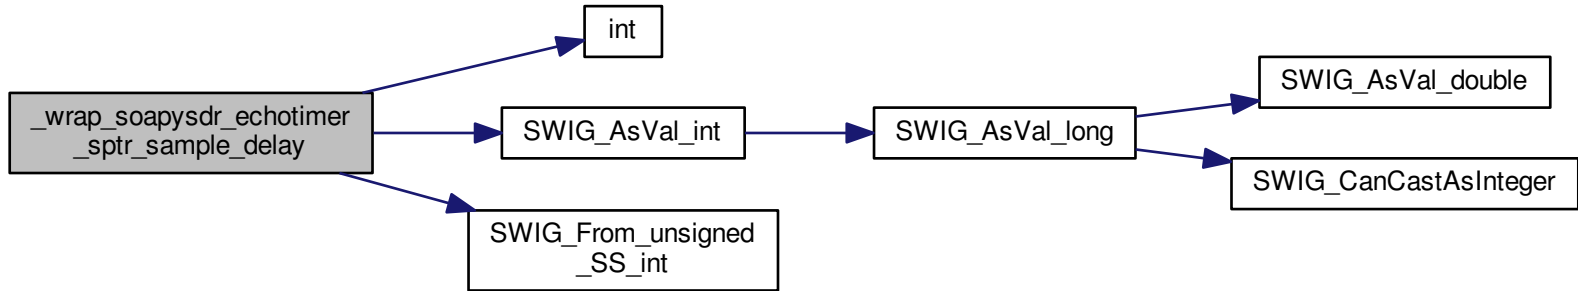 int
_wrap_soapysdr_echotimer
_sptr_sample_delay
SWIG_AsVal_int
SWIG_From_unsigned
_SS_int
SWIG_AsVal_long
SWIG_AsVal_double
SWIG_CanCastAsInteger